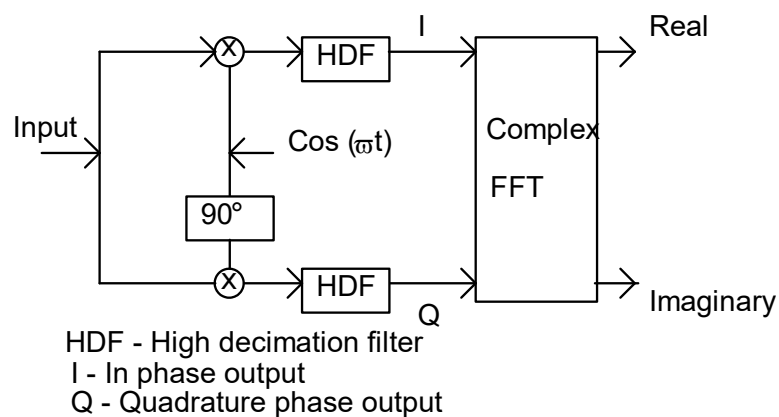 I
Real
X
HDF
Input
Cos (ϖt)
Complex
FFT
90°
X
HDF
Q
Imaginary
HDF - High decimation filter
I - In phase output
Q - Quadrature phase output